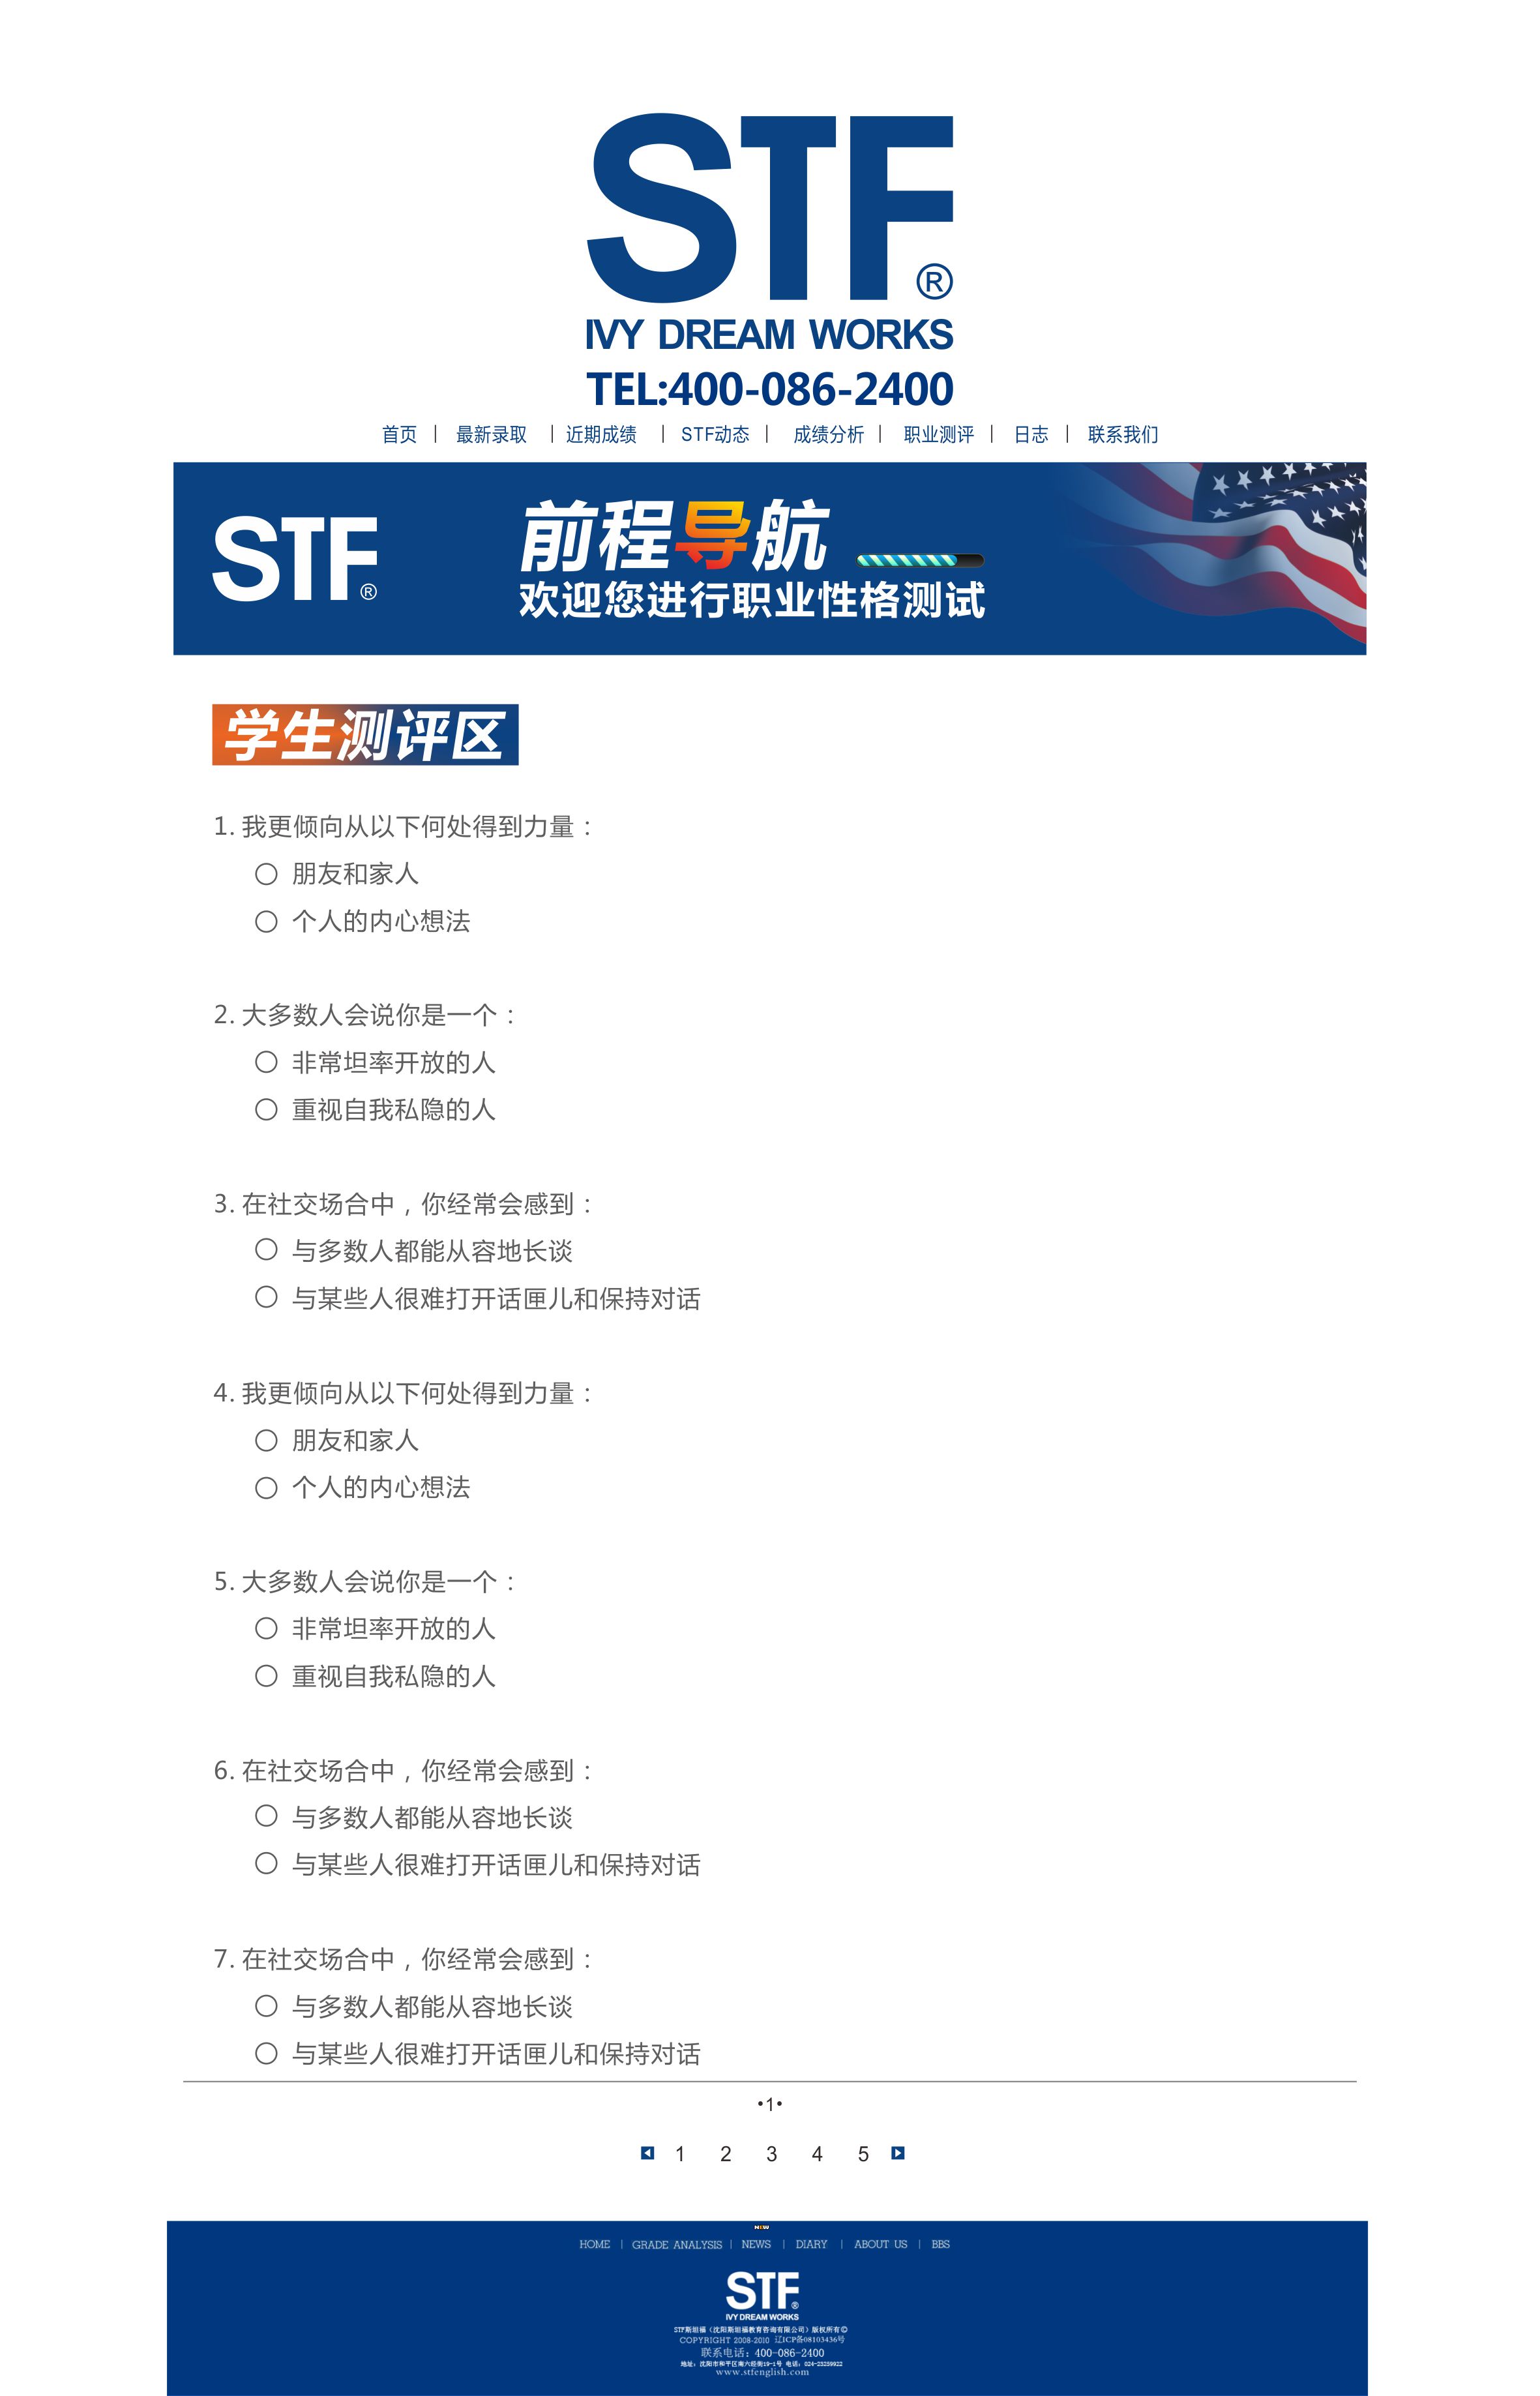 STF®
IVY DREAM WORKS
TEL:400-086-2400
首页 | 最新录取 | 近期成绩 | STF动态 | 成绩分析 | 职业测评 | 日志 | 联系我们
STF®
前程导航
欢迎您进行职业性格测试
学生测评区
1. 我更倾向从以下何处得到力量：
朋友和家人
个人的内心想法
2. 大多数人会说你是一个：
非常坦率开放的人
重视自我私隐的人
3. 在社交场合中，你经常会感到：
与多数人都能从容地长谈
与某些人很难打开话匣儿和保持对话
4. 我更倾向从以下何处得到力量：
朋友和家人
个人的内心想法
5. 大多数人会说你是一个：
非常坦率开放的人
重视自我私隐的人
6. 在社交场合中，你经常会感到：
与多数人都能从容地长谈
与某些人很难打开话匣儿和保持对话
7. 在社交场合中，你经常会感到：
与多数人都能从容地长谈
与某些人很难打开话匣儿和保持对话
•1•
1 2 3 4 5
NEW
HOME | GRADE ANALYSIS | NEWS | DIARY | ABOUT US | BBS
STF®
IVY DREAM WORKS
STF斯坦福（沈阳斯坦福教育咨询有限公司）版权所有©
COPYRIGHT 2008-2010 辽ICP备08103436号
联系电话：400-086-2400
地址：沈阳市和平区南六经街19-1号 电话：024-23239922
www.stfenglish.com